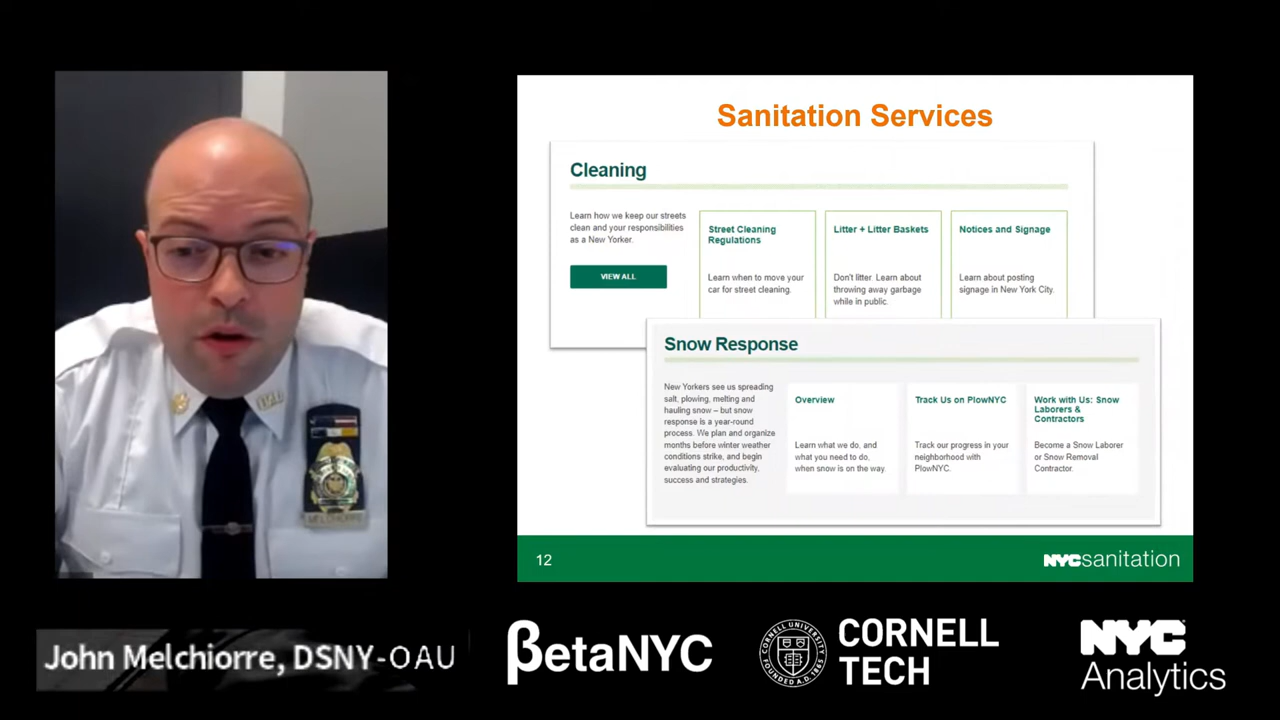 Sanitation Services
Cleaning
Learn how we keep our streets
clean and your responsibilities
as a New Yorker.
VIEW ALL
Street Cleaning
Regulations
Learn when to move your
car for street cleaning.
Litter + Litter Baskets
Don't litter. Learn about
throwing away garbage
while in public.
Notices and Signage
Learn about posting
signage in New York City.
Snow Response
New Yorkers see us spreading
salt, plowing, melting and
hauling snow – but snow
response is a year-round
process. We plan and organize
months before winter weather
conditions strike, and begin
evaluating our productivity,
success and strategies.
Overview
Learn what we do, and
what you need to do,
when snow is on the way.
Track Us on PlowNYC
Track our progress in your
neighborhood with
PlowNYC.
Work with Us: Snow
Laborers &
Contractors
Become a Snow Laborer
or Snow Removal
Contractor.
12
NYCsanitation
MELCHIORRE
John Melchiorre, DSNY-OAU
βetaNYC
CORNELL UNIVERSITY
FOUNDED A.D. 1865
CORNELL
TECH
NYC
Analytics